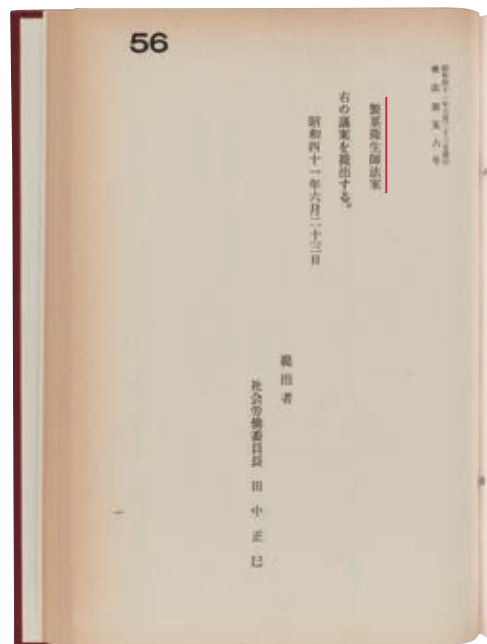 56
昭和四十一年六月二十三日提出
衆法第五六号
製菓衛生師法案
右の議案を提出する。
昭和四十一年六月二十三日
提出者
社会労働委員長 田中正巳
一